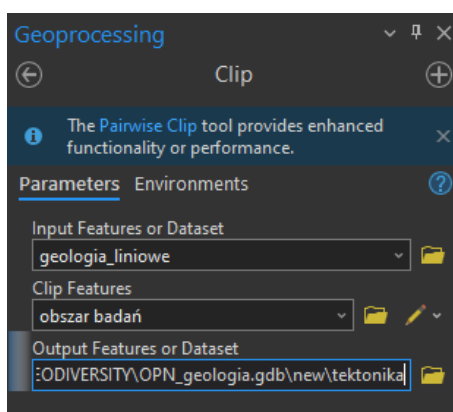 Geoprocessing
Clip
The Pairwise Clip tool provides enhanced
functionality or performance.
Parameters Environments
Input Features or Dataset
geologia_liniowe
Clip Features
obszar badań
Output Features or Dataset
EODIVERSITY\OPN_geologia.gdb\new\tektonika